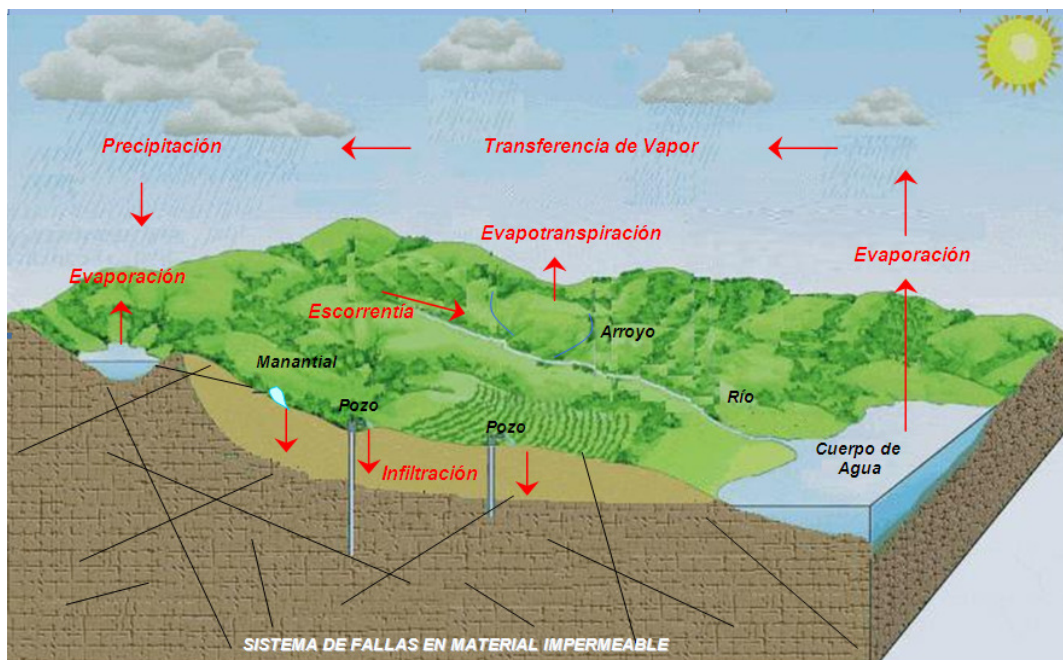 Precipitación
Transferencia de Vapor
Evapotranspiración
Evaporación
Evaporación
Escorrentía
Arroyo
Manantial
Río
Pozo
Pozo
Cuerpo de
Agua
Infiltración
SISTEMA DE FALLAS EN MATERIAL IMPERMEABLE